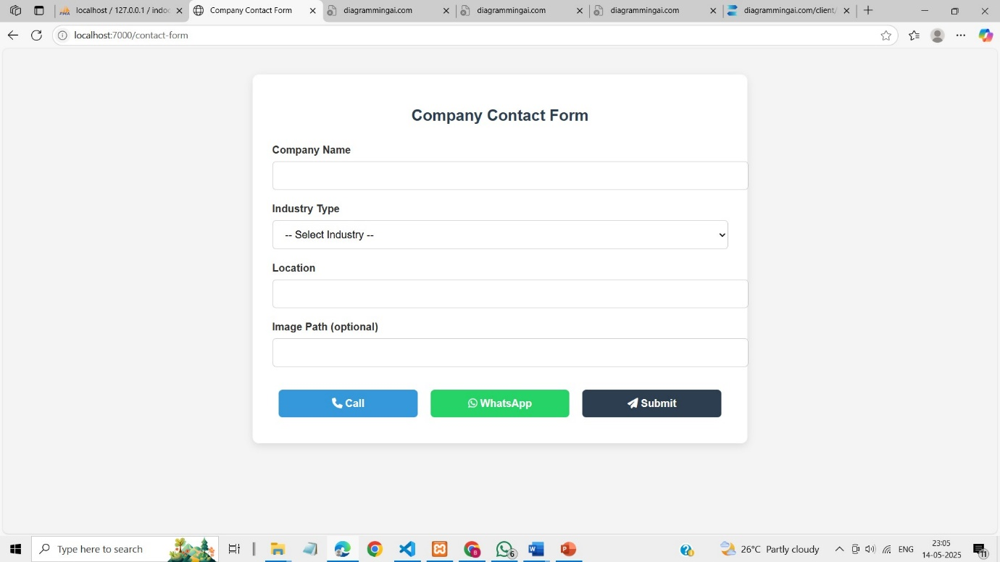 localhost / 127.0.0.1 / indoc
Company Contact Form
diagrammingai.com
diagrammingai.com
diagrammingai.com
diagrammingai.com/client/
localhost:7000/contact-form
Company Contact Form
Company Name
Industry Type
-- Select Industry --
Location
Image Path (optional)
Call
WhatsApp
Submit
Type here to search
B
6
W
P
26°C Partly cloudy
ENG
23:05
14-05-2025
11